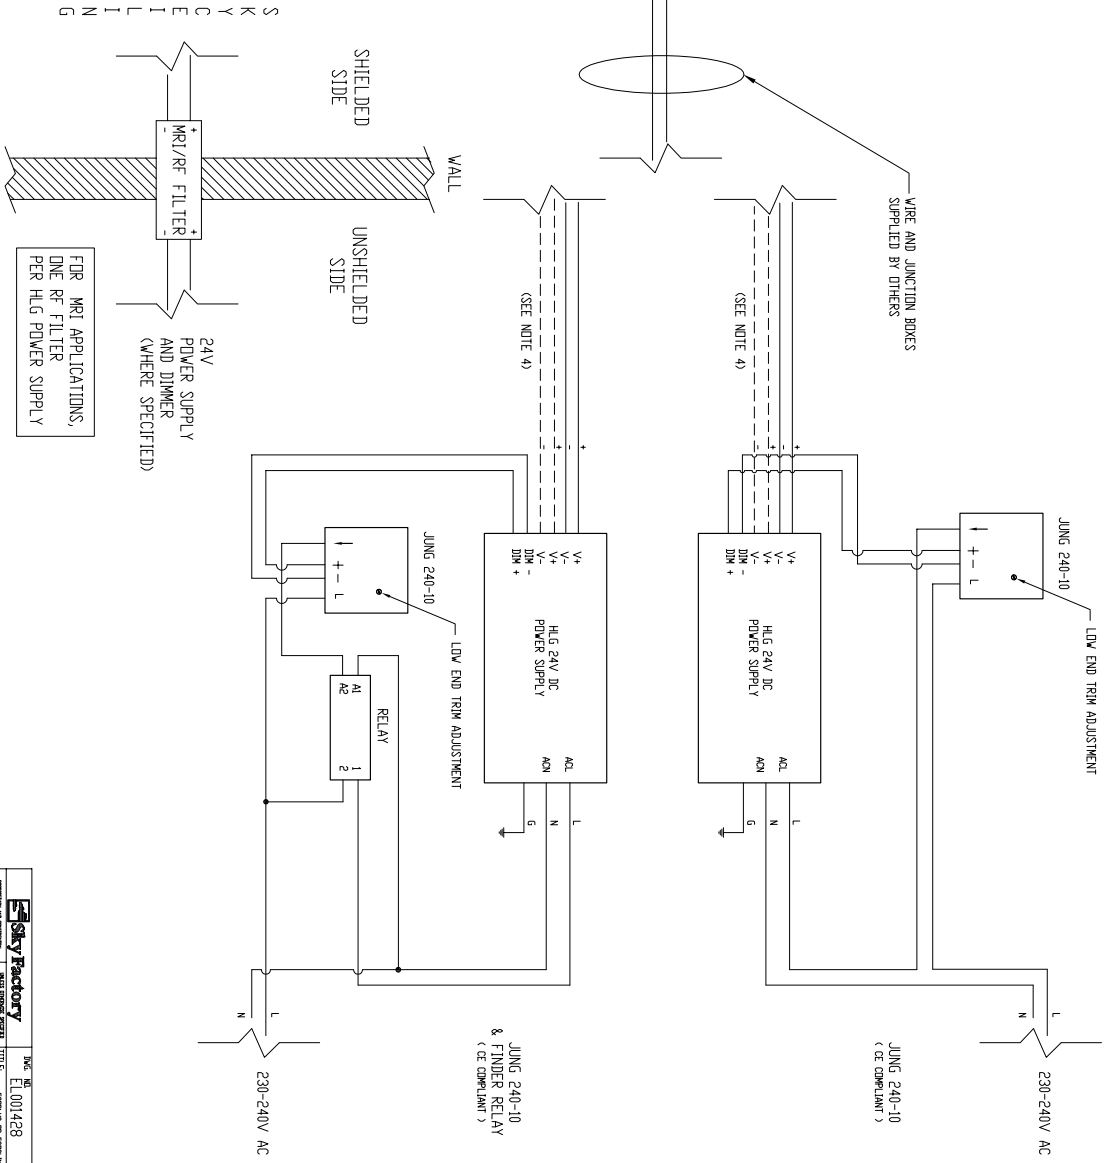 SKYCEILING
SHIELDED
SIDE
WALL
UNSHIELDED
SIDE
+
-
MRI/RF FILTER
+
-
FOR MRI APPLICATIONS,
ONE RF FILTER
PER HLG POWER SUPPLY
24V
POWER SUPPLY
AND DIMMER
(WHERE SPECIFIED)
WIRE AND JUNCTION BOXES
SUPPLIED BY OTHERS
JUNG 240-10
LOW END TRIM ADJUSTMENT
+
-
L
(SEE NOTE 4)
+
-
+
-
V+
V-
V+
V-
DIM -
DIM +
HLG 24V DC
POWER SUPPLY
ACL
ACN
L
N
G
L
N
230-240V AC
JUNG 240-10
( CE COMPLIANT )
(SEE NOTE 4)
+
-
+
-
V+
V-
V+
V-
DIM -
DIM +
HLG 24V DC
POWER SUPPLY
ACL
ACN
L
N
G
JUNG 240-10
LOW END TRIM ADJUSTMENT
+
-
L
RELAY
A1
A2
1
2
L
N
230-240V AC
JUNG 240-10
& FINDER RELAY
( CE COMPLIANT )
Sky Factory
DWG. NO.
EL001428
TITLE: